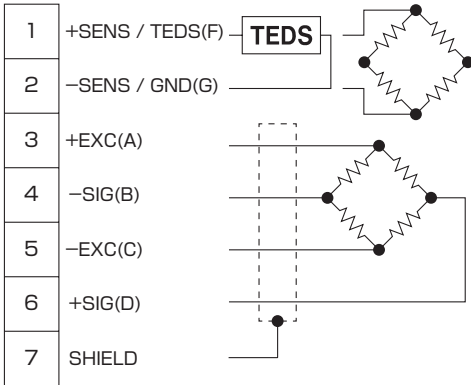 1 +SENS / TEDS(F) TEDS
2 −SENS / GND(G)
3 +EXC(A)
4 −SIG(B)
5 −EXC(C)
6 +SIG(D)
7 SHIELD